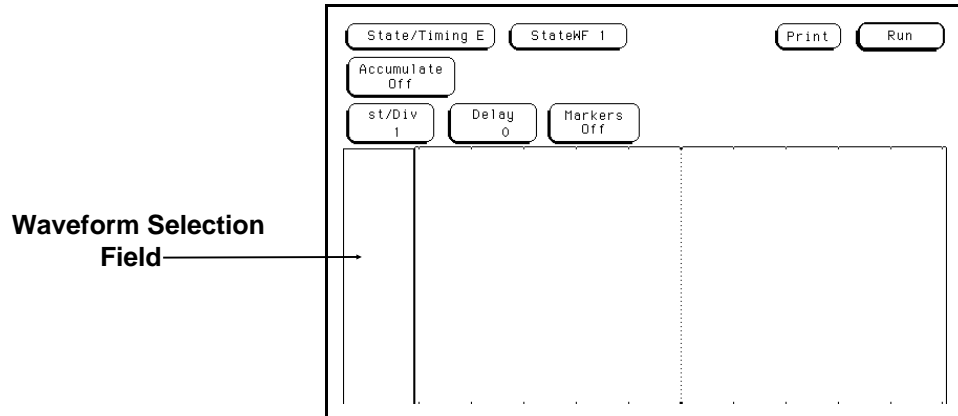 State/Timing E StateWF 1 Print Run
Accumulate
Off
st/Div Delay Markers
1 0 Off
Waveform Selection
Field